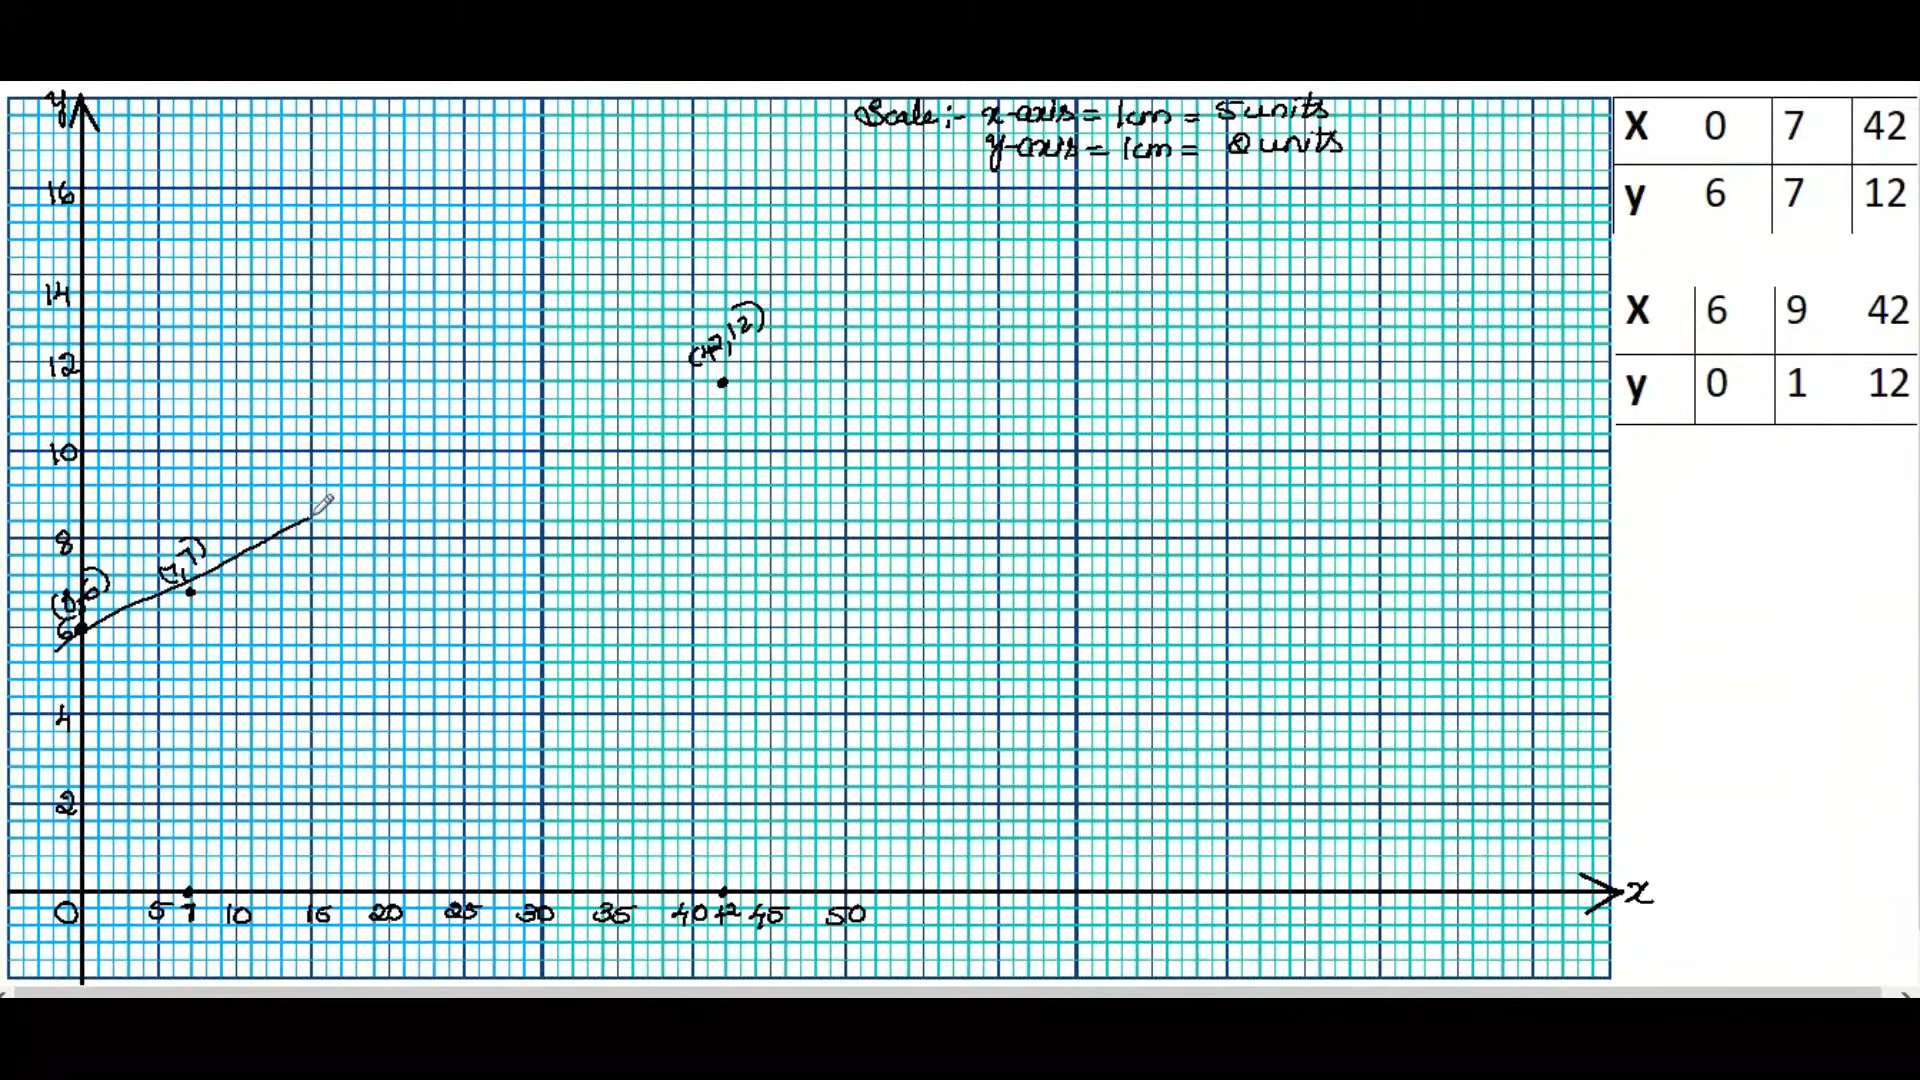 y
Scale:- x-axis = 1cm = 5units
y-axis = 1cm = 2 units
16
14
12
10
8
6
4
2
(0,6)
(7,7)
(42,12)
0 5 7 10 15 20 25 30 35 40 42 45 50
x
X 0 7 42
y 6 7 12
X 6 9 42
y 0 1 12